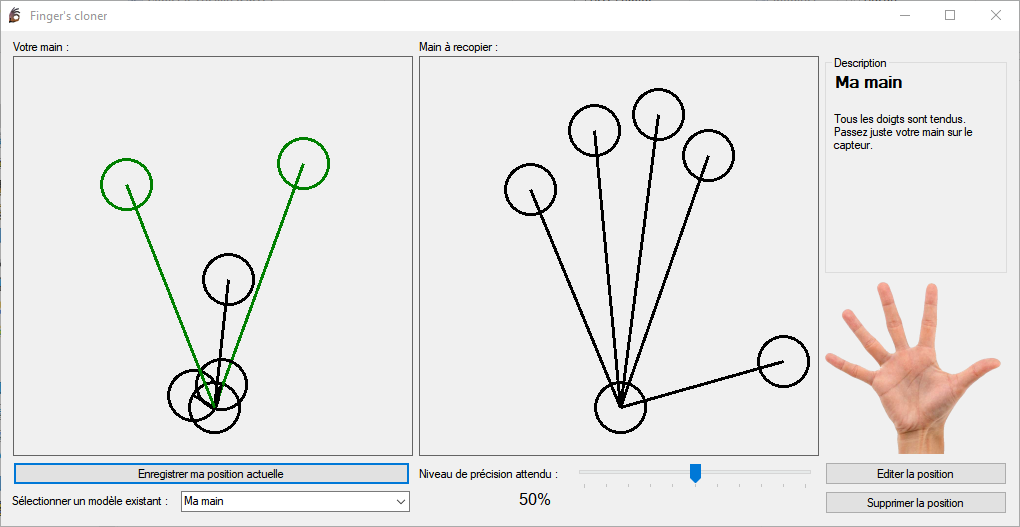 Finger's cloner
Votre main :
Main à recopier :
Description
Ma main
Tous les doigts sont tendus.
Passez juste votre main sur le
capteur.
Enregistrer ma position actuelle
Niveau de précision attendu :
Editer la position
Sélectionner un modèle existant :
Ma main
50%
Supprimer la position